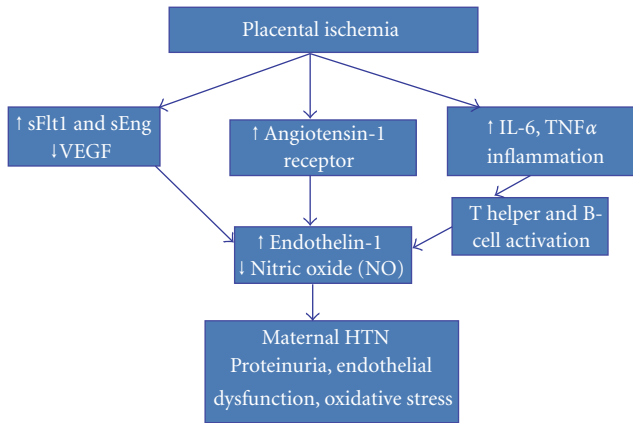 Placental ischemia
↑ sFlt1 and sEng
↓VEGF
↑ Angiotensin-1
receptor
↑ IL-6, TNFα
inflammation
T helper and B-
cell activation
↑ Endothelin-1
↓ Nitric oxide (NO)
Maternal HTN
Proteinuria, endothelial
dysfunction, oxidative stress